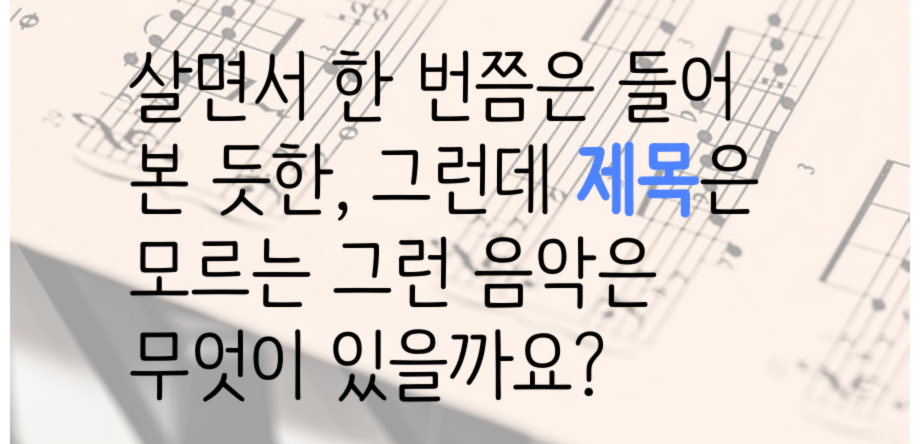 살면서 한 번쯤은 들어
본 듯한, 그런데 제목은
모르는 그런 음악은
무엇이 있을까요?